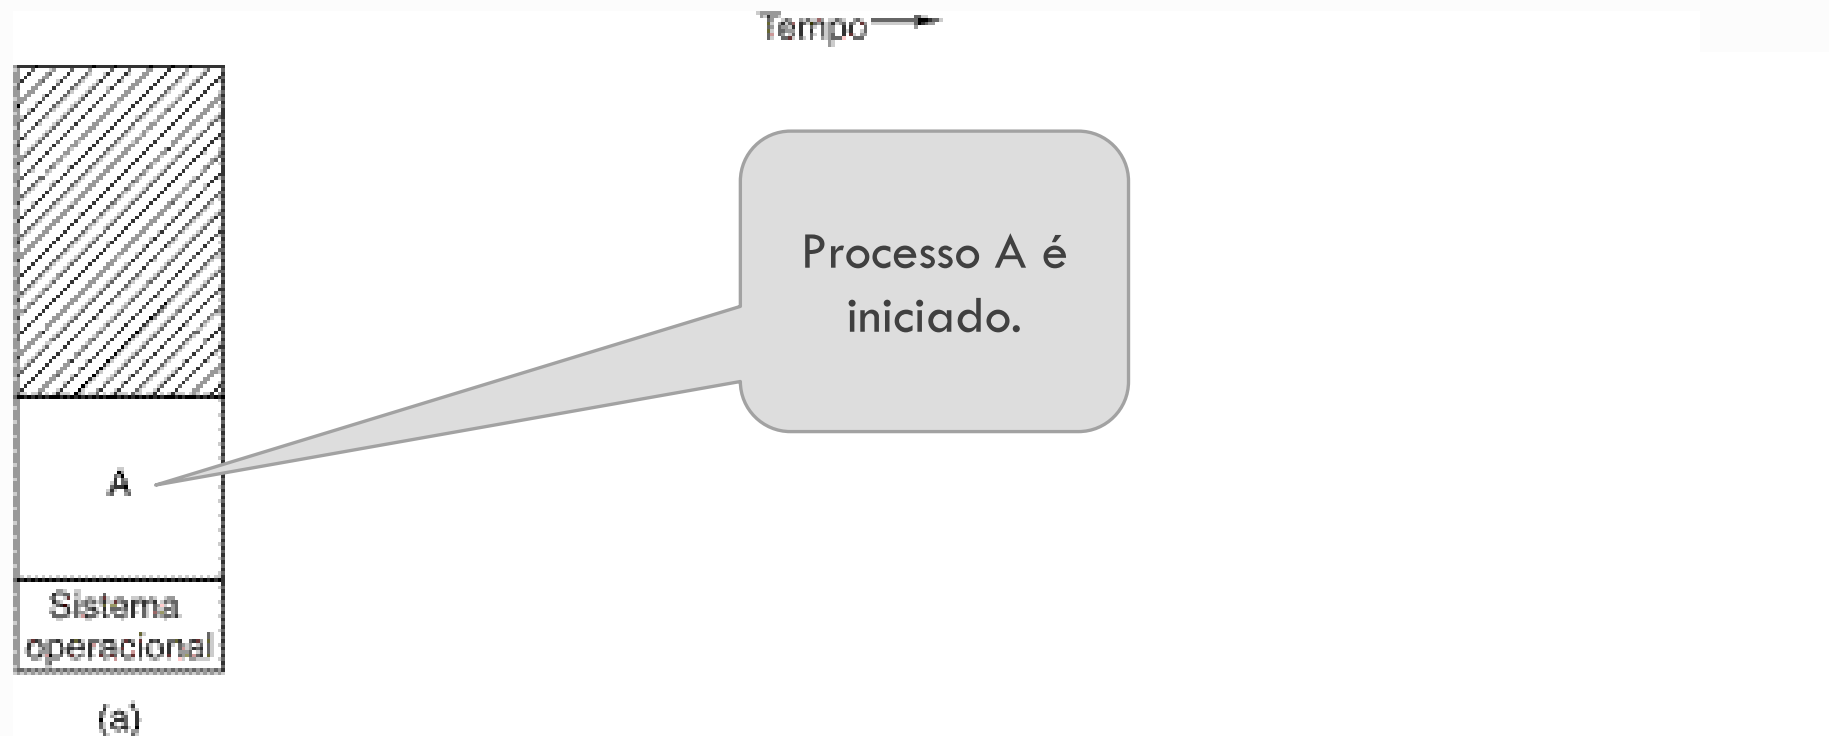 Tempo
Processo A é
iniciado.
A
Sistema
operacional
(a)